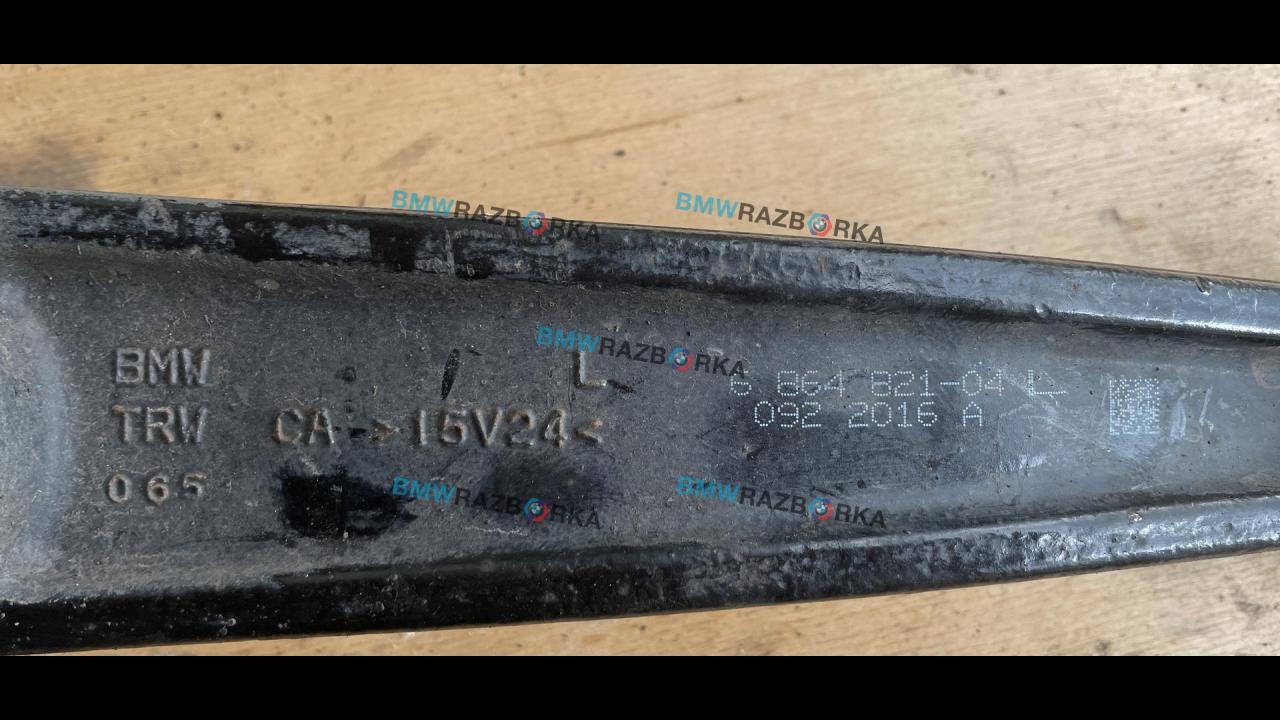 BMWRAZBORKA
BMWRAZBORKA
BMWRAZBORKA
BMW
L
6 864 821-04 L
TRW CA >15V24<
092 2016 A
065
BMWRAZBORKA
BMWRAZBORKA